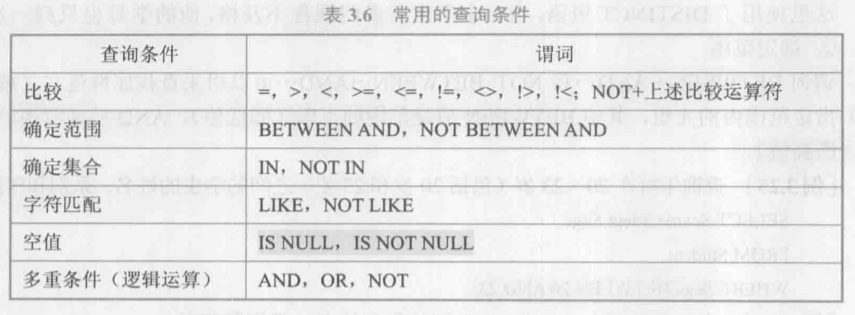 表 3.6 常用的查询条件
查询条件 谓词
比较 =, >, <, >=, <=, !=, <>, !>, !<; NOT+上述比较运算符
确定范围 BETWEEN AND, NOT BETWEEN AND
确定集合 IN, NOT IN
字符匹配 LIKE, NOT LIKE
空值 IS NULL, IS NOT NULL
多重条件（逻辑运算） AND, OR, NOT